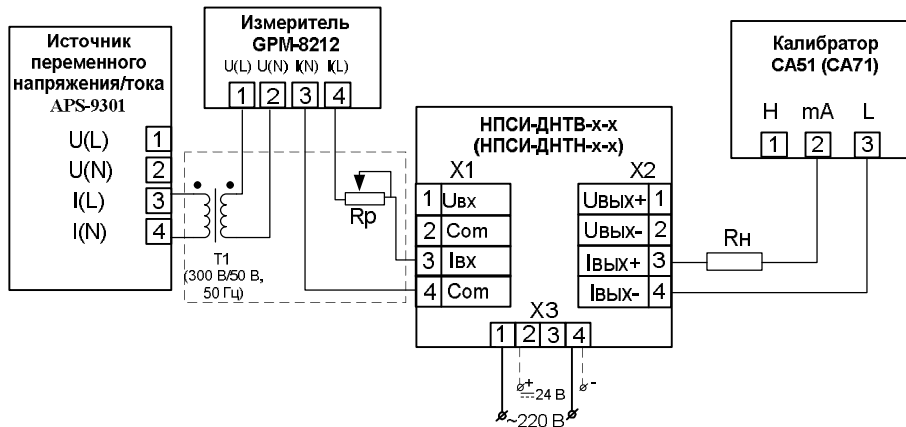 Источник
переменного
напряжения/тока
APS-9301
U(L) 1
U(N) 2
I(L) 3
I(N) 4
Измеритель
GPM-8212
U(L) U(N) I(N) I(L)
1 2 3 4
T1
(300 В/50 В,
50 Гц)
Rp
НПСИ-ДНТВ-х-х
(НПСИ-ДНТН-х-х)
X1
1 Uвх
2 Com
3 Iвх
4 Com
X2
Uвых+ 1
Uвых- 2
Iвых+ 3
Iвых- 4
X3
1 2 3 4
+ 24 В -
~220 В
Rн
Калибратор
CA51 (CA71)
H mA L
1 2 3